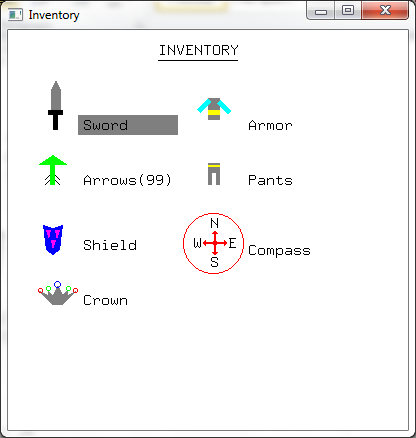 Inventory
INVENTORY
Sword
Armor
Arrows(99)
Pants
Shield
N
W E
S
Compass
Crown